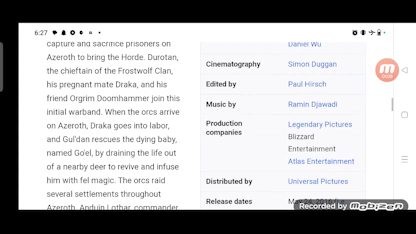 6:27
capture and sacrifice prisoners on
Azeroth to bring the Horde. Durotan,
the chieftain of the Frostwolf Clan,
his pregnant mate Draka, and his
friend Orgrim Doomhammer join this
initial warband. When the orcs arrive
on Azeroth, Draka goes into labor,
and Gul'dan rescues the dying baby,
named Go'el, by draining the life out
of a nearby deer to revive and infuse
him with fel magic. The orcs raid
several settlements throughout
Azeroth. Anduin Lothar, commander
Daniel Wu
Cinematography Simon Duggan
Edited by Paul Hirsch
Music by Ramin Djawadi
Production Legendary Pictures
companies Blizzard
Entertainment
Atlas Entertainment
Distributed by Universal Pictures
Release dates May 24, 2016
Recorded by Mobizen